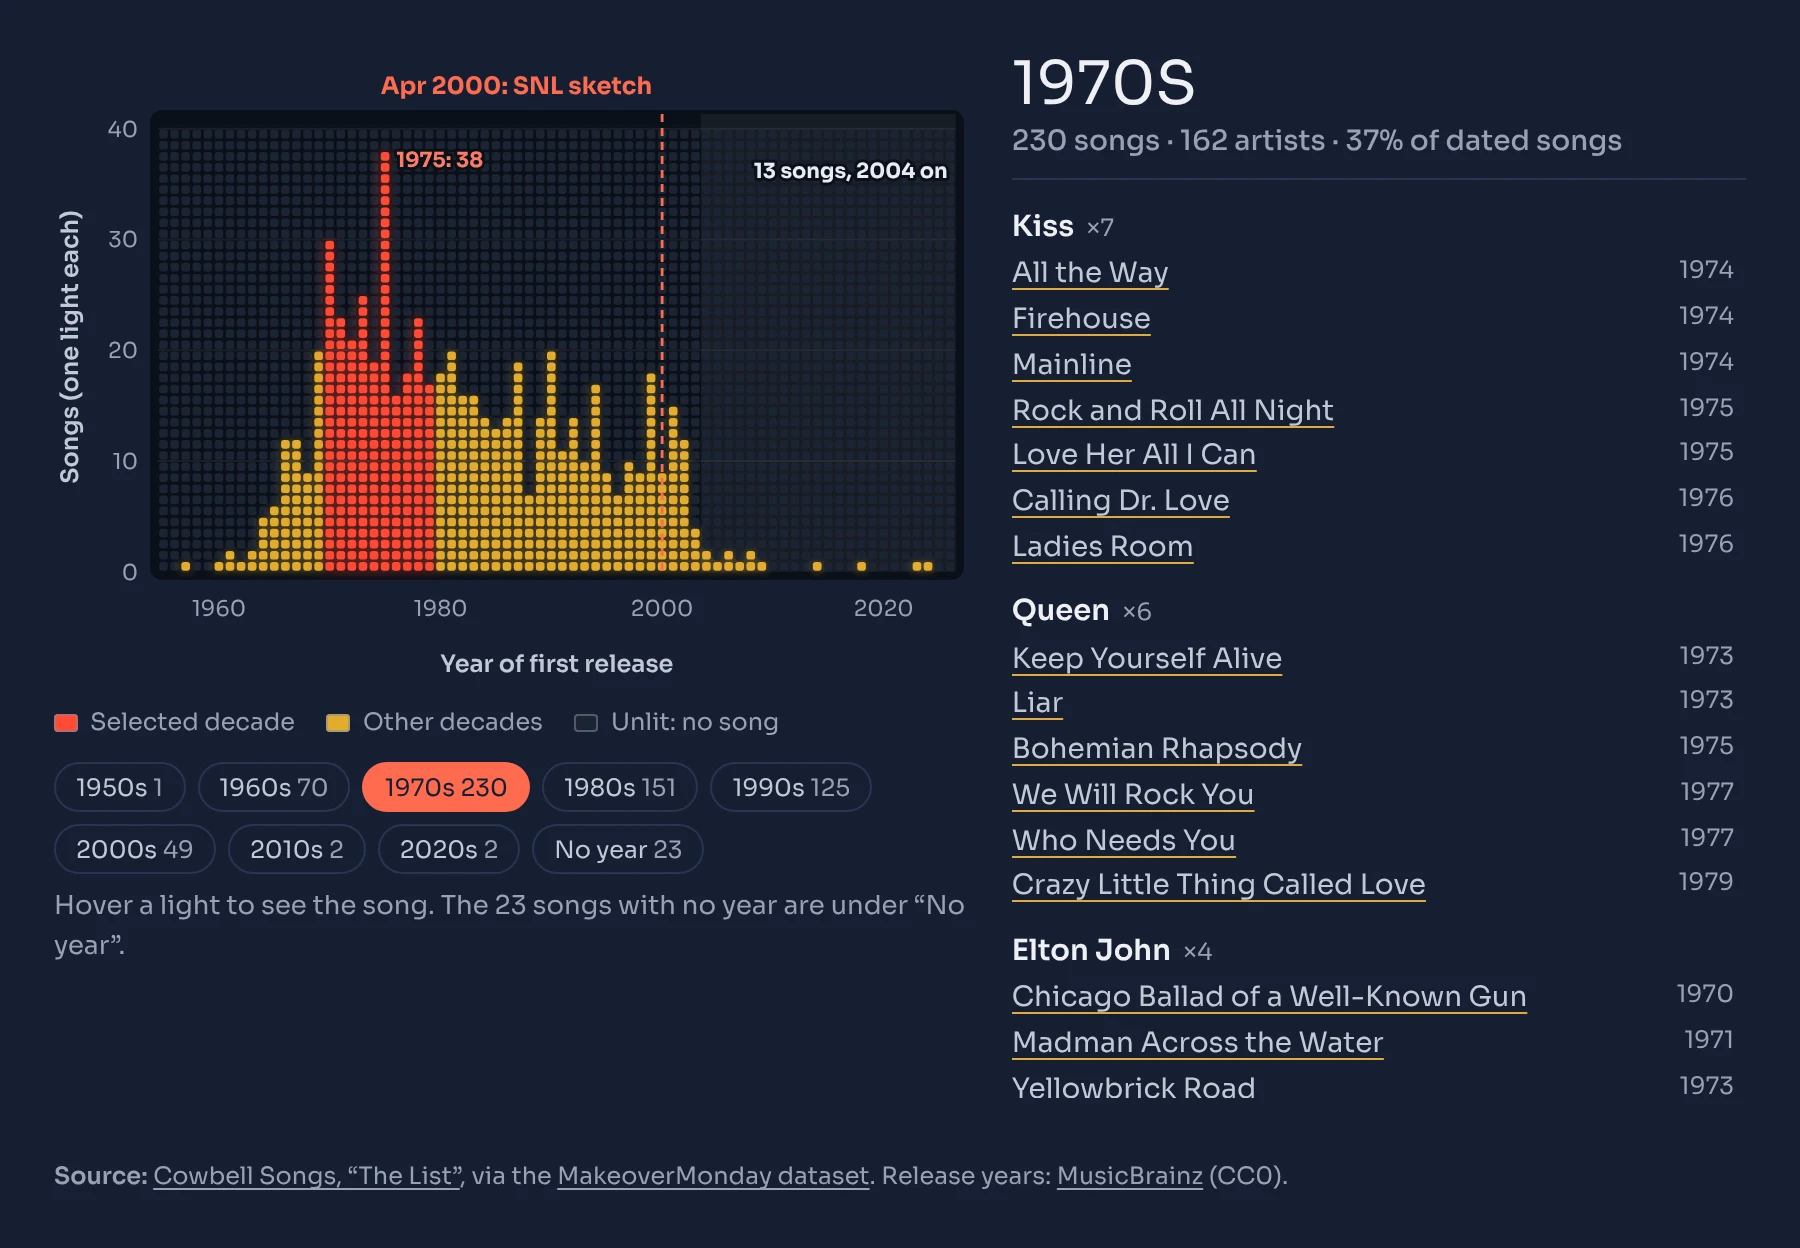 Apr 2000: SNL sketch
40
30
20
10
0
Songs (one light each)
1975: 38
13 songs, 2004 on
1960 1980 2000 2020
Year of first release
Selected decade Other decades Unlit: no song
1950s 1 1960s 70 1970s 230 1980s 151 1990s 125
2000s 49 2010s 2 2020s 2 No year 23
Hover a light to see the song. The 23 songs with no year are under “No
year”.
1970S
230 songs · 162 artists · 37% of dated songs
Kiss ×7
All the Way 1974
Firehouse 1974
Mainline 1974
Rock and Roll All Night 1975
Love Her All I Can 1975
Calling Dr. Love 1976
Ladies Room 1976
Queen ×6
Keep Yourself Alive 1973
Liar 1973
Bohemian Rhapsody 1975
We Will Rock You 1977
Who Needs You 1977
Crazy Little Thing Called Love 1979
Elton John ×4
Chicago Ballad of a Well-Known Gun 1970
Madman Across the Water 1971
Yellowbrick Road 1973
Source: Cowbell Songs, “The List”, via the MakeoverMonday dataset. Release years: MusicBrainz (CC0).